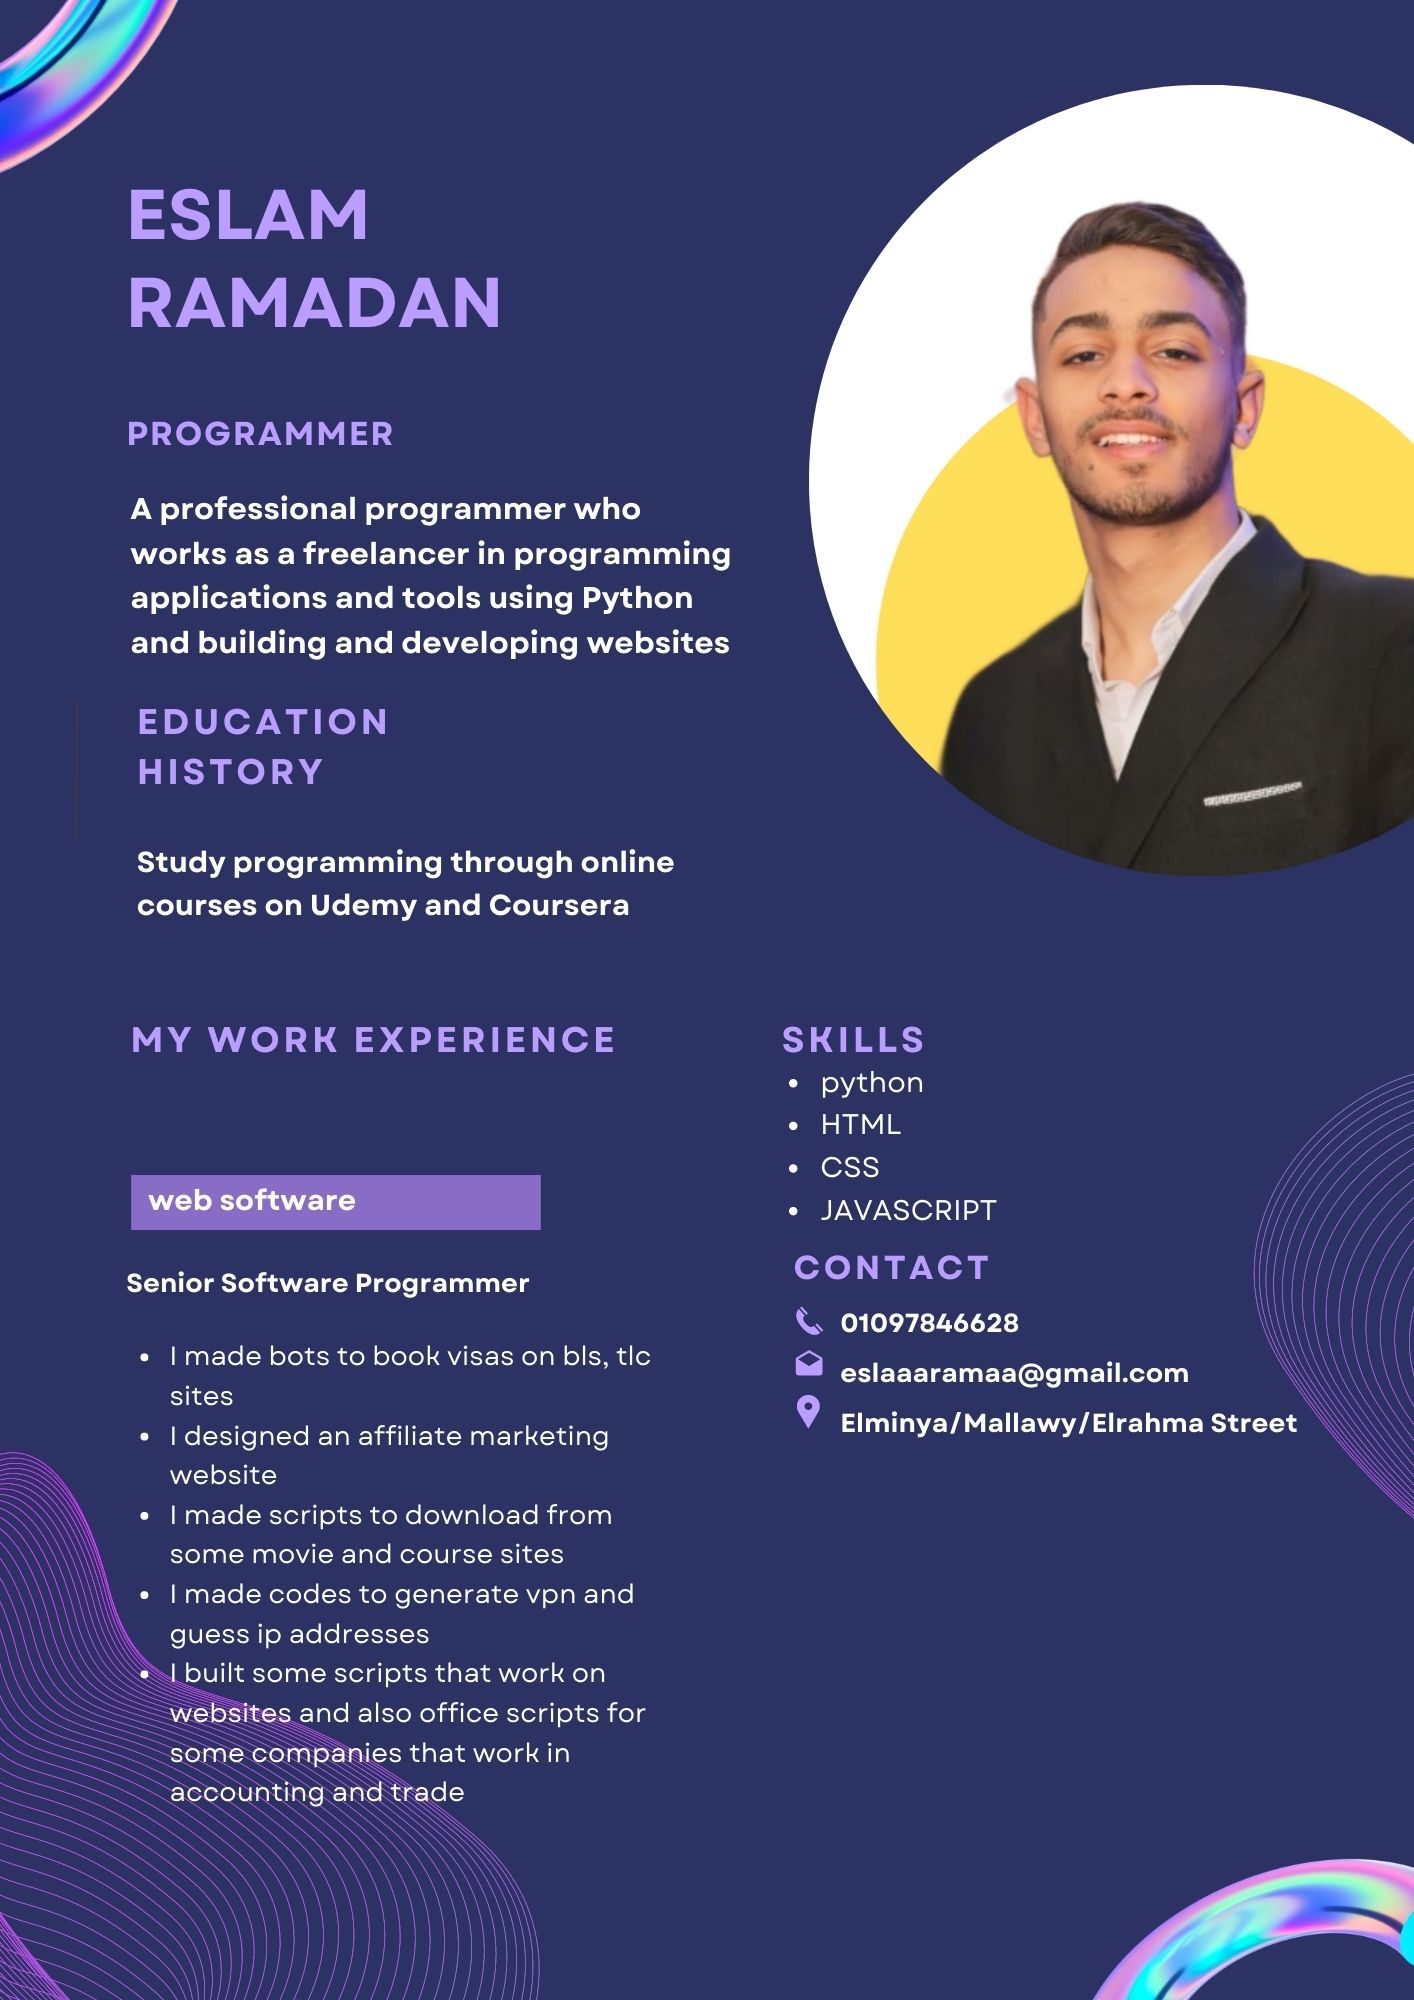 ESLAM
RAMADAN
PROGRAMMER
A professional programmer who
works as a freelancer in programming
applications and tools using Python
and building and developing websites
EDUCATION
HISTORY
Study programming through online
courses on Udemy and Coursera
MY WORK EXPERIENCE
web software
Senior Software Programmer
• I made bots to book visas on bls, tlc
sites
• I designed an affiliate marketing
website
• I made scripts to download from
some movie and course sites
• I made codes to generate vpn and
guess ip addresses
• I built some scripts that work on
websites and also office scripts for
some companies that work in
accounting and trade
SKILLS
• python
• HTML
• CSS
• JAVASCRIPT
CONTACT
01097846628
eslaaaramaa@gmail.com
Elminya/Mallawy/Elrahma Street